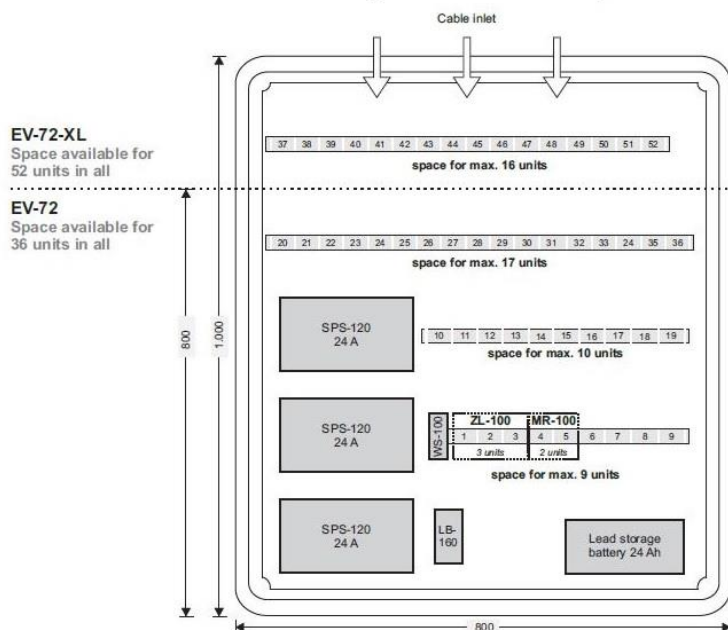 Cable inlet
EV-72-XL
Space available for
52 units in all
37 38 39 40 41 42 43 44 45 46 47 48 49 50 51 52
space for max. 16 units
EV-72
Space available for
36 units in all
20 21 22 23 24 25 26 27 28 29 30 31 32 33 24 35 36
space for max. 17 units
800
1.000
SPS-120
24 A
10 11 12 13 14 15 16 17 18 19
space for max. 10 units
SPS-120
24 A
WS-100
ZL-100 MR-100
1 2 3 4 5 6 7 8 9
3 units 2 units
space for max. 9 units
SPS-120
24 A
LB-
160
Lead storage
battery 24 Ah
800